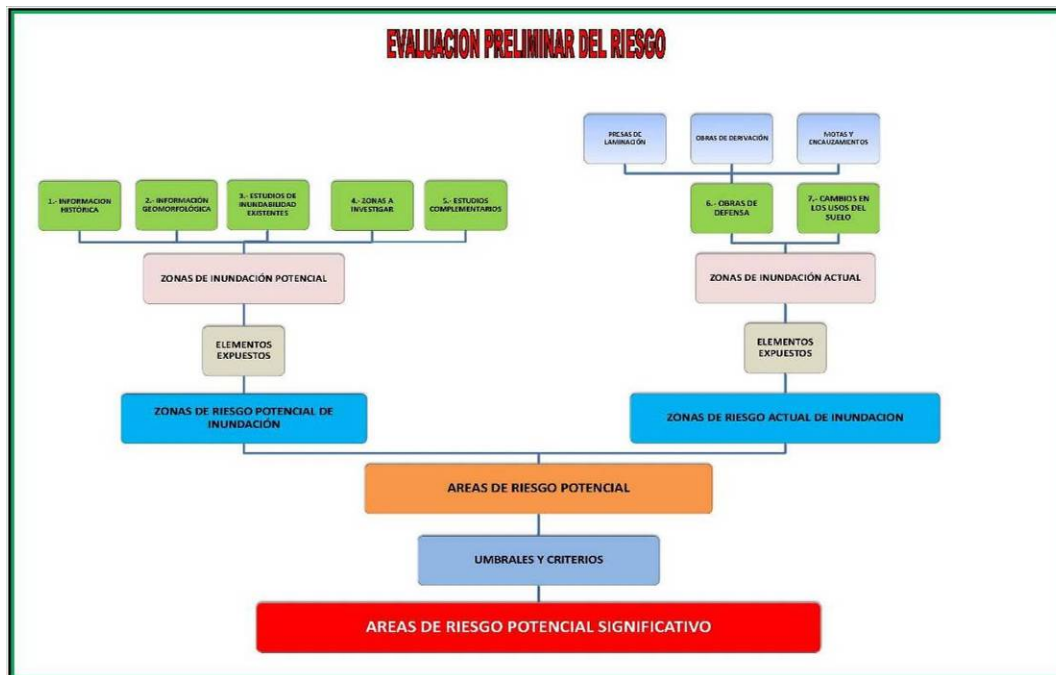 EVALUACION PRELIMINAR DEL RIESGO
PRESAS DE
LAMINACIÓN
OBRAS DE DERIVACIÓN
MOTAS Y
ENCAUZAMIENTOS
1.- INFORMACION
HISTÓRICA
2.- INFORMACIÓN
GEOMORFOLÓGICA
3.- ESTUDIOS DE
INUNDABILIDAD
EXISTENTES
4.- ZONAS A
INVESTIGAR
5.- ESTUDIOS
COMPLEMENTARIOS
6.- OBRAS DE
DEFENSA
7.- CAMBIOS EN
LOS USOS DEL
SUELO
ZONAS DE INUNDACIÓN POTENCIAL
ZONAS DE INUNDACIÓN ACTUAL
ELEMENTOS
EXPUESTOS
ELEMENTOS
EXPUESTOS
ZONAS DE RIESGO POTENCIAL DE
INUNDACIÓN
ZONAS DE RIESGO ACTUAL DE INUNDACION
AREAS DE RIESGO POTENCIAL
UMBRALES Y CRITERIOS
AREAS DE RIESGO POTENCIAL SIGNIFICATIVO